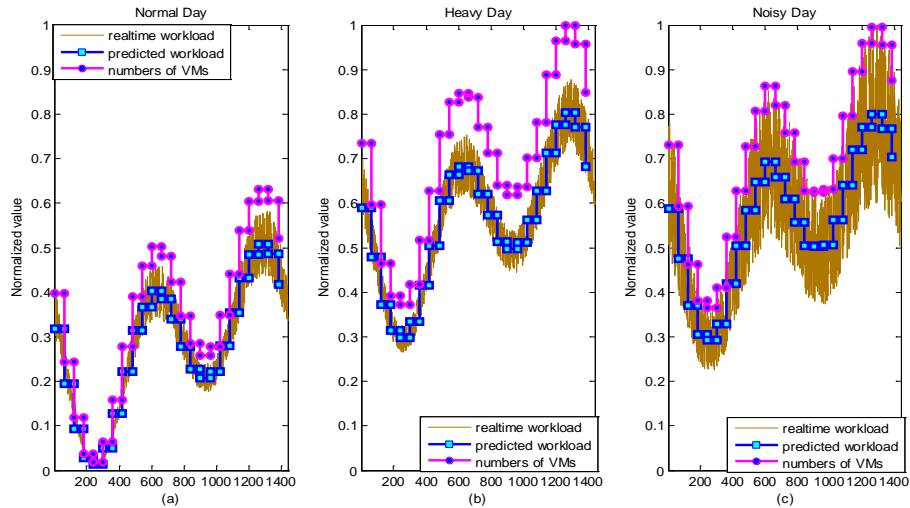 Normal Day
realtime workload
predicted workload
numbers of VMs
Normalized value
1
0.9
0.8
0.7
0.6
0.5
0.4
0.3
0.2
0.1
0
200 400 600 800 1000 1200 1400
(a)
Heavy Day
Normalized value
1
0.9
0.8
0.7
0.6
0.5
0.4
0.3
0.2
0.1
0
realtime workload
predicted workload
numbers of VMs
200 400 600 800 1000 1200 1400
(b)
Noisy Day
Normalized value
1
0.9
0.8
0.7
0.6
0.5
0.4
0.3
0.2
0.1
0
realtime workload
predicted workload
numbers of VMs
200 400 600 800 1000 1200 1400
(c)